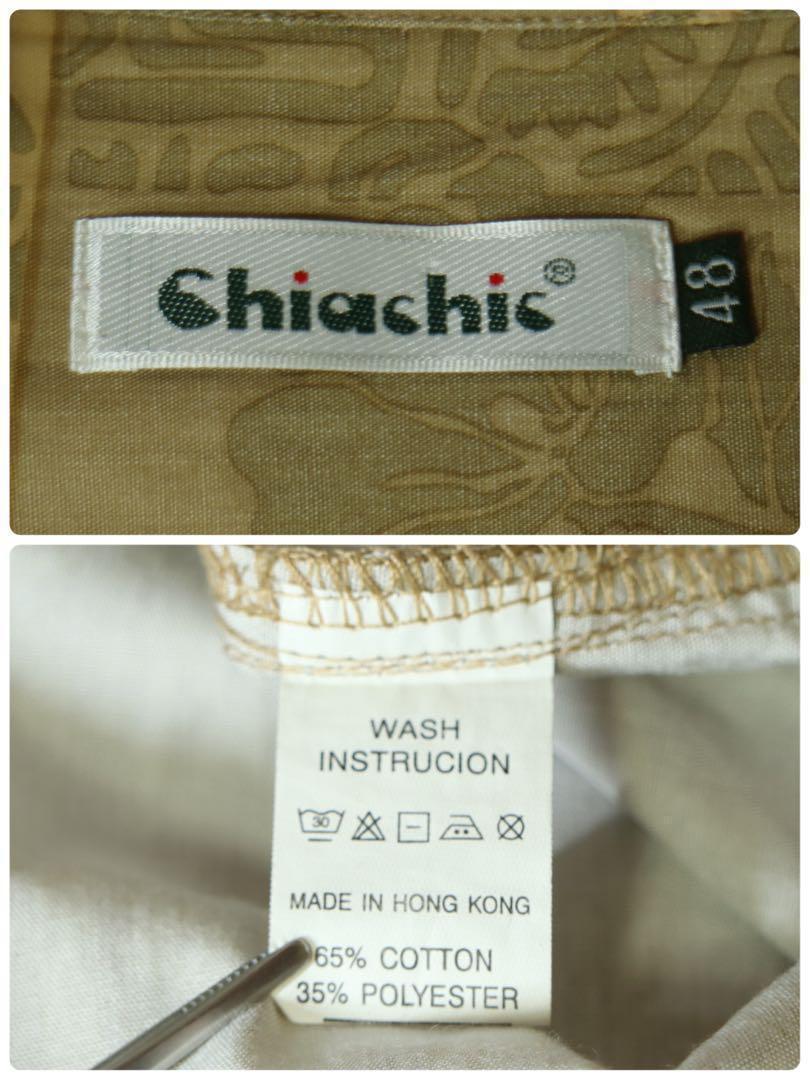 Chiachic®
48
WASH
INSTRUCION
30
MADE IN HONG KONG
65% COTTON
35% POLYESTER